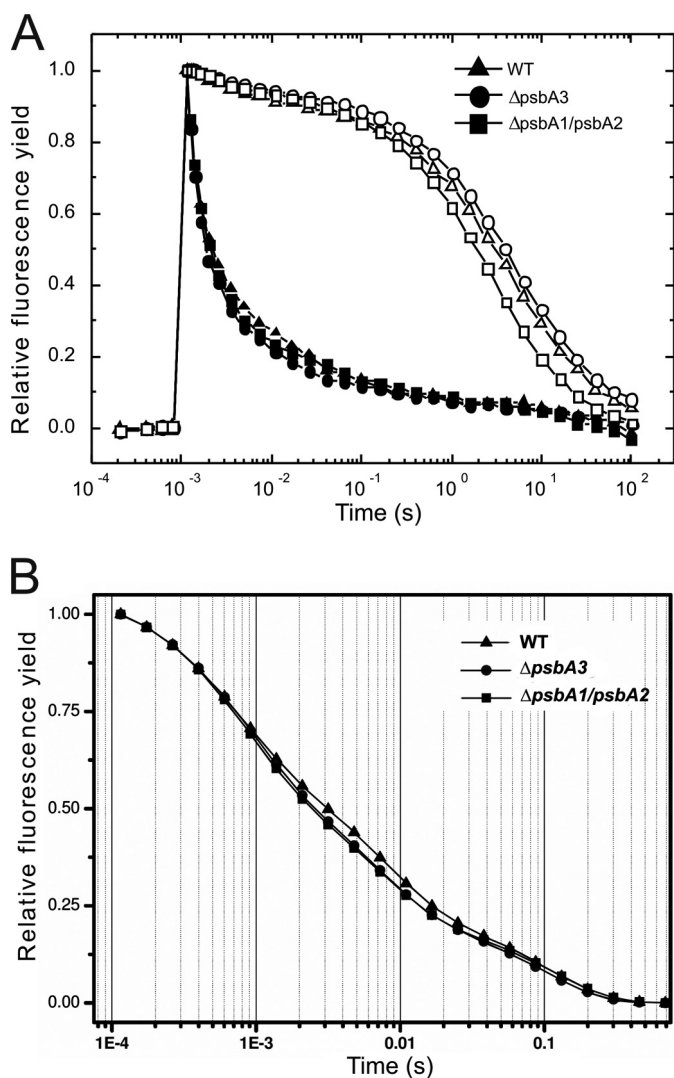 A
Relative fluorescence yield
1.0
0.8
0.6
0.4
0.2
0.0
WT
ΔpsbA3
ΔpsbA1/psbA2
10⁻⁴ 10⁻³ 10⁻² 10⁻¹ 10⁰ 10¹ 10²
Time (s)
B
Relative fluorescence yield
1.00
0.75
0.50
0.25
0.00
WT
ΔpsbA3
ΔpsbA1/psbA2
1E-4 1E-3 0.01 0.1
Time (s)